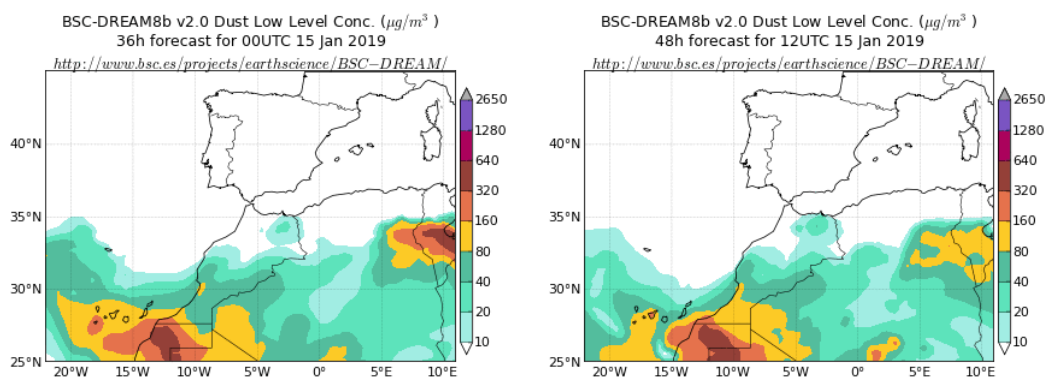 BSC-DREAM8b v2.0 Dust Low Level Conc. (μg/m³ )
36h forecast for 00UTC 15 Jan 2019
http://www.bsc.es/projects/earthscience/BSC−DREAM/
40°N
35°N
30°N
25°N
20°W
15°W
10°W
5°W
0°E
5°E
10°E
2650
1280
640
320
160
80
40
20
10
BSC-DREAM8b v2.0 Dust Low Level Conc. (μg/m³ )
48h forecast for 12UTC 15 Jan 2019
http://www.bsc.es/projects/earthscience/BSC−DREAM/
40°N
35°N
30°N
25°N
20°W
15°W
10°W
5°W
0°E
5°E
10°E
2650
1280
640
320
160
80
40
20
10